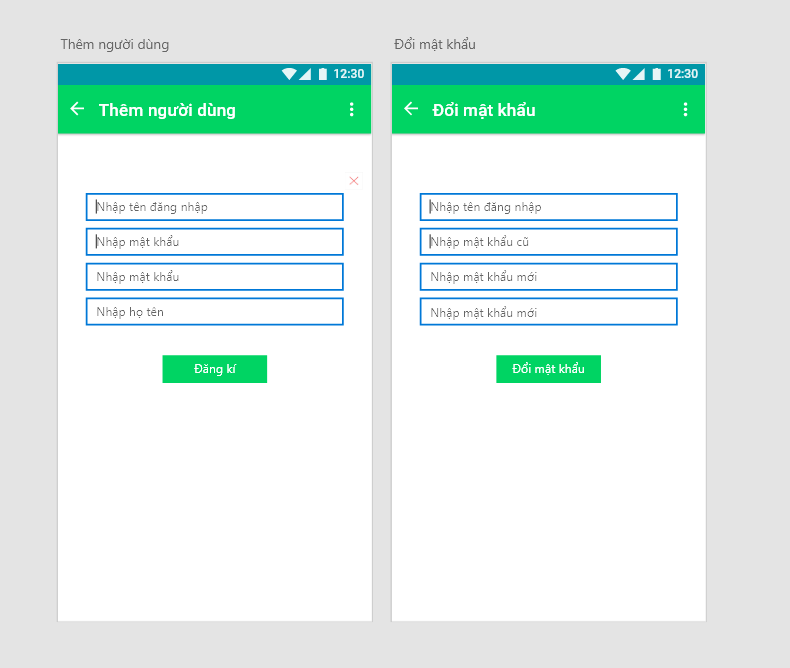 Thêm người dùng
12:30
Thêm người dùng
Nhập tên đăng nhập
Nhập mật khẩu
Nhập mật khẩu
Nhập họ tên
Đăng kí
Đổi mật khẩu
12:30
Đổi mật khẩu
Nhập tên đăng nhập
Nhập mật khẩu cũ
Nhập mật khẩu mới
Nhập mật khẩu mới
Đổi mật khẩu